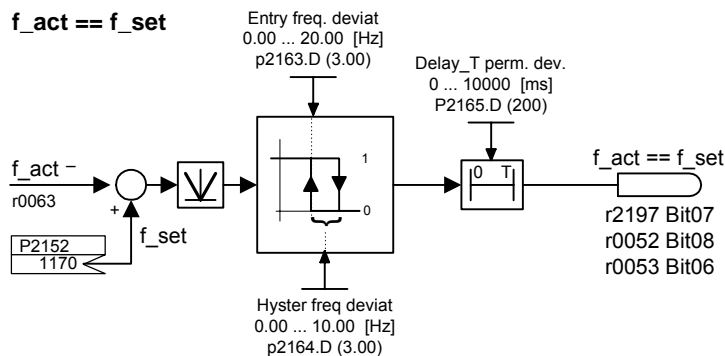 f_act == f_set
Entry freq. deviat
0.00 ... 20.00 [Hz]
p2163.D (3.00)
Delay_T perm. dev.
0 ... 10000 [ms]
P2165.D (200)
f_act −
r0063
+
f_set
P2152
1170
1
0
0 T
f_act == f_set
r2197 Bit07
r0052 Bit08
r0053 Bit06
Hyster freq deviat
0.00 ... 10.00 [Hz]
p2164.D (3.00)